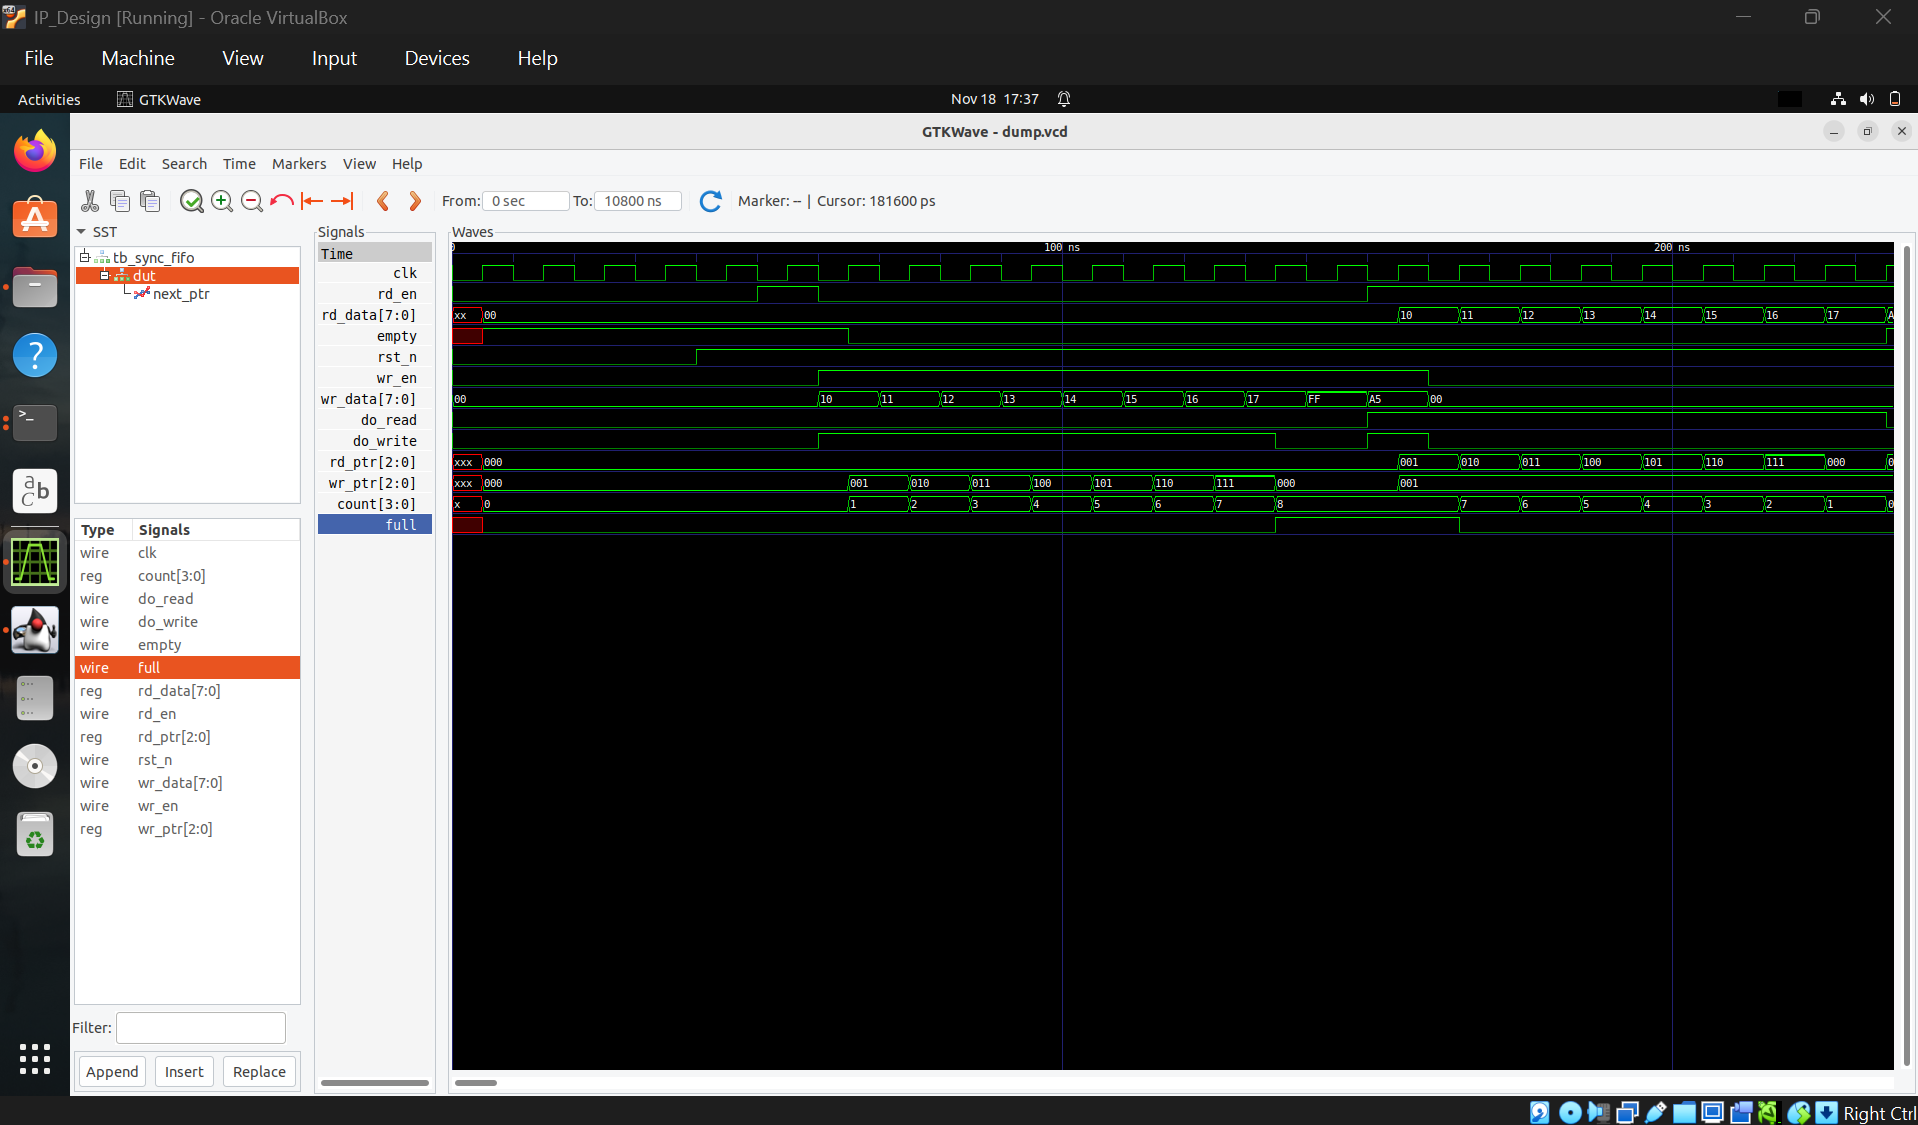 IP_Design [Running] - Oracle VirtualBox
File Machine View Input Devices Help
Activities GTKWave Nov 18 17:37
GTKWave - dump.vcd
File Edit Search Time Markers View Help
From: 0 sec To: 10800 ns Marker: -- | Cursor: 181600 ps
SST
tb_sync_fifo
dut
next_ptr
Type Signals
wire clk
reg count[3:0]
wire do_read
wire do_write
wire empty
wire full
reg rd_data[7:0]
wire rd_en
reg rd_ptr[2:0]
wire rst_n
wire wr_data[7:0]
wire wr_en
reg wr_ptr[2:0]
Filter:
Append Insert Replace
Signals
Time
clk
rd_en
rd_data[7:0]
empty
rst_n
wr_en
wr_data[7:0]
do_read
do_write
rd_ptr[2:0]
wr_ptr[2:0]
count[3:0]
full
Waves
100 ns 200 ns
xx 00 10 11 12 13 14 15 16 17 A
00 10 11 12 13 14 15 16 17 FF A5 00
xxx 000 001 010 011 100 101 110 111 000 0
xxx 000 001 010 011 100 101 110 111 000 001
x 0 1 2 3 4 5 6 7 8 7 6 5 4 3 2 1 0
Right Ctrl